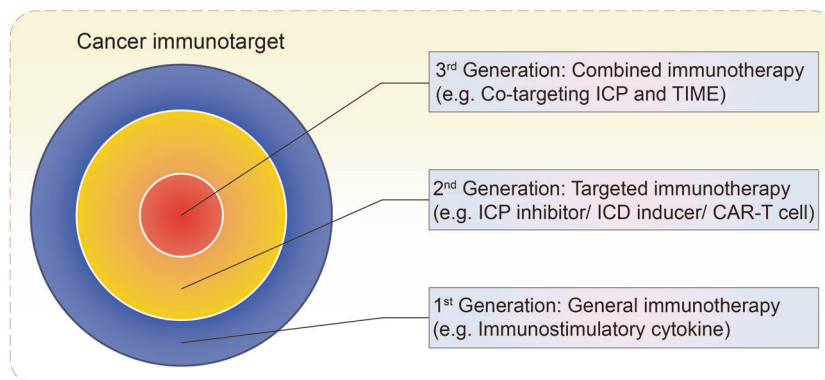 Cancer immunotarget
3rd Generation: Combined immunotherapy
(e.g. Co-targeting ICP and TIME)
2nd Generation: Targeted immunotherapy
(e.g. ICP inhibitor/ ICD inducer/ CAR-T cell)
1st Generation: General immunotherapy
(e.g. Immunostimulatory cytokine)